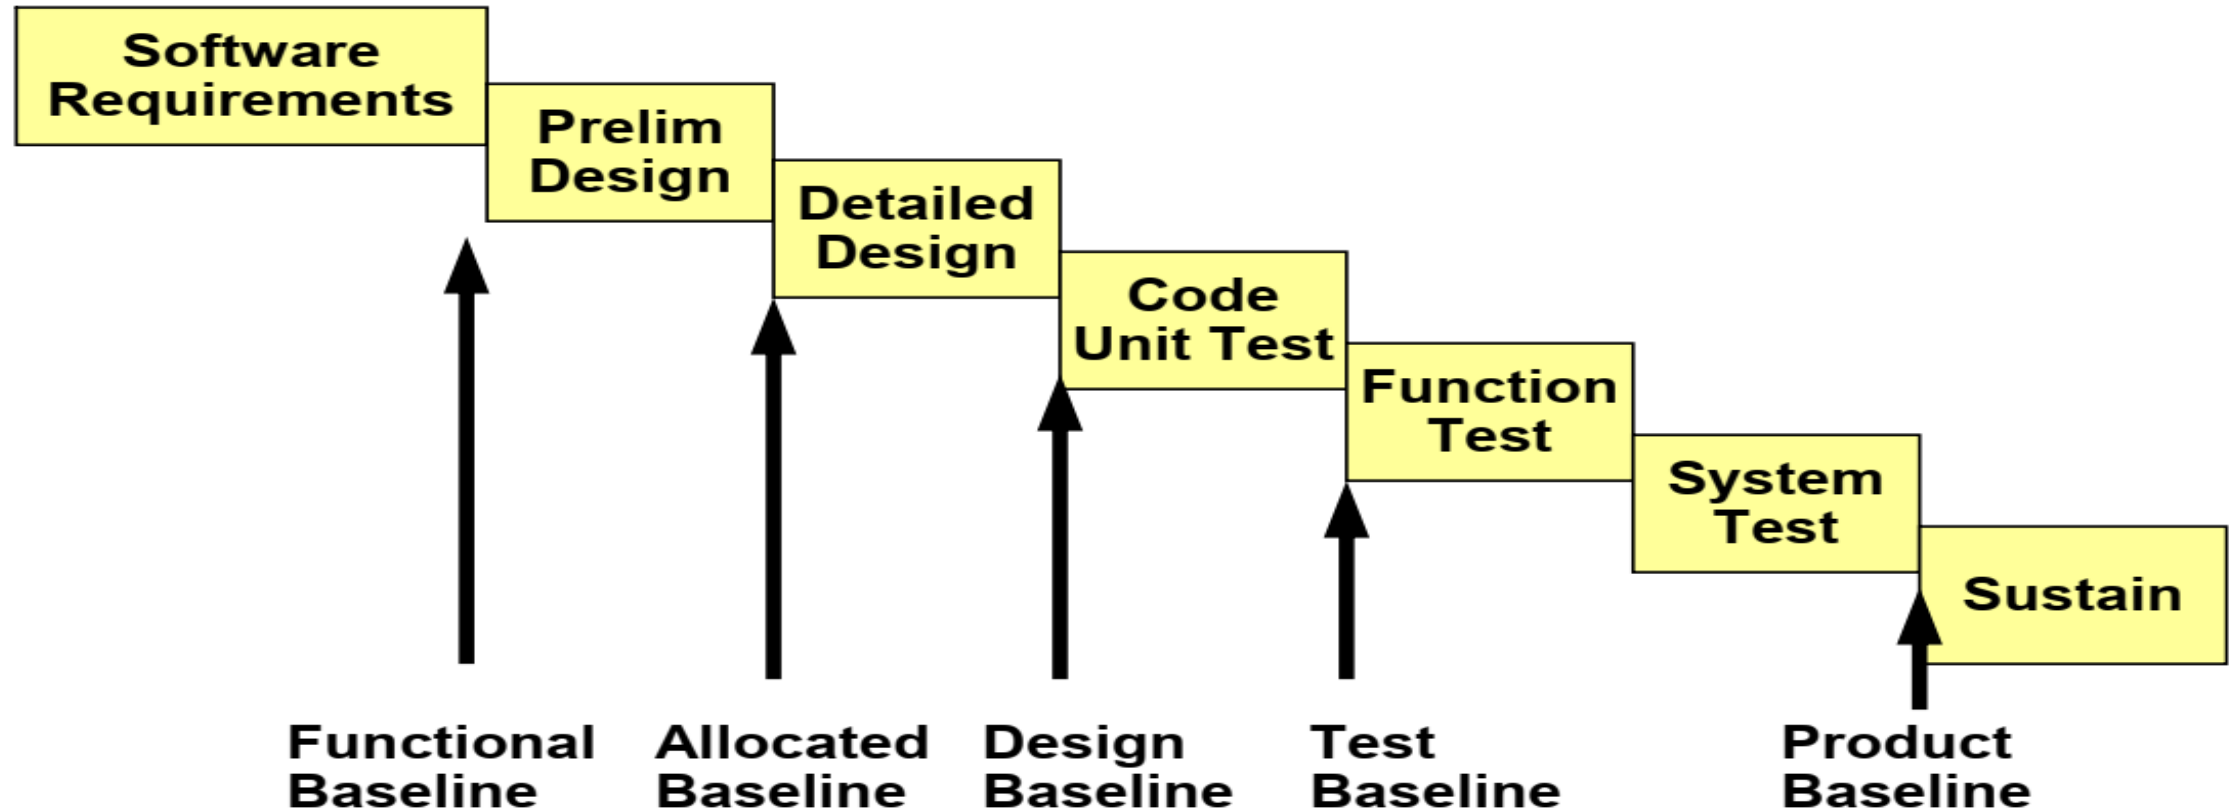 Software
Requirements
Prelim
Design
Detailed
Design
Code
Unit Test
Function
Test
System
Test
Sustain
Functional
Baseline
Allocated
Baseline
Design
Baseline
Test
Baseline
Product
Baseline